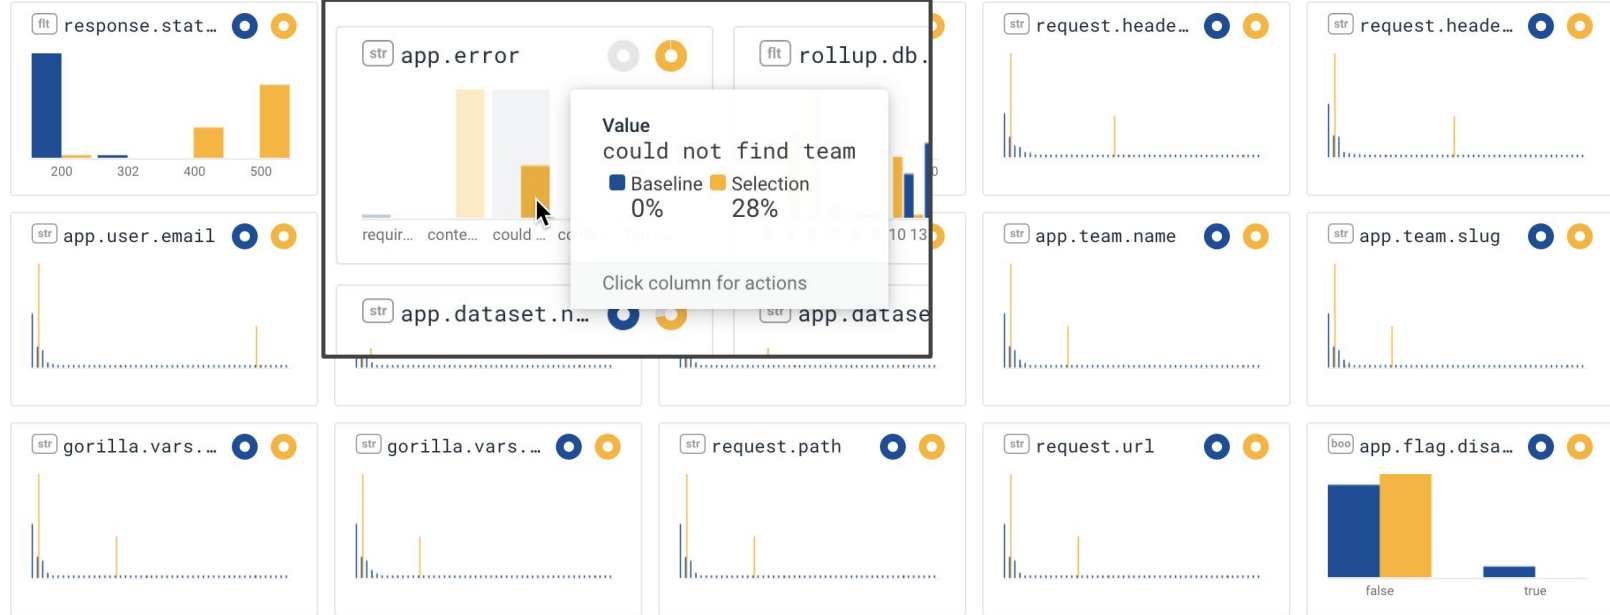 flt response.stat...
200 302 400 500
str app.error
flt rollup.db.
Value
could not find team
Baseline Selection
0% 28%
requir... conte... could ...
10 13
Click column for actions
str app.dataset.n...
str app.datase
str request.heade...
str request.heade...
str app.user.email
str app.team.name
str app.team.slug
str gorilla.vars....
str gorilla.vars....
str request.path
str request.url
boo app.flag.disa...
false true